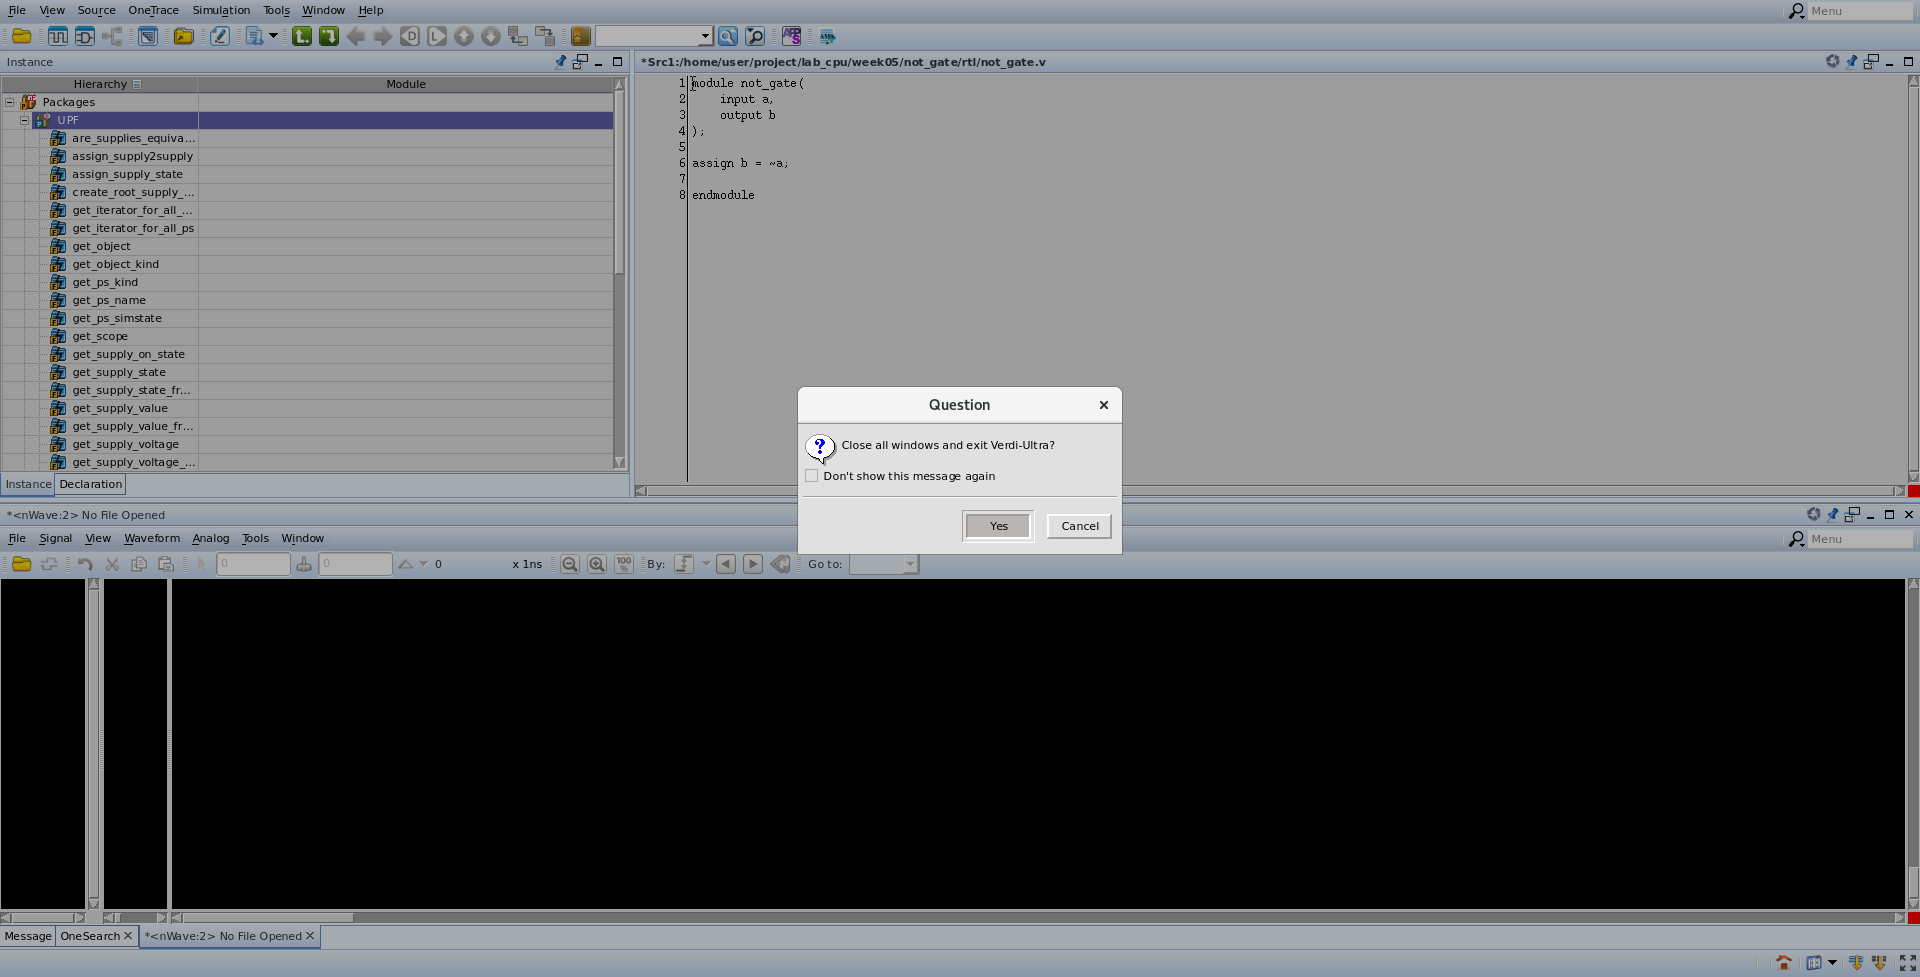 File View Source OneTrace Simulation Tools Window Help
Menu
Instance
*Src1:/home/user/project/lab_cpu/week05/not_gate/rtl/not_gate.v
Hierarchy Module
Packages
UPF
are_supplies_equiva...
assign_supply2supply
assign_supply_state
create_root_supply_...
get_iterator_for_all_...
get_iterator_for_all_ps
get_object
get_object_kind
get_ps_kind
get_ps_name
get_ps_simstate
get_scope
get_supply_on_state
get_supply_state
get_supply_state_fr...
get_supply_value
get_supply_value_fr...
get_supply_voltage
get_supply_voltage_...
Instance Declaration
1 module not_gate(
2 input a,
3 output b
4 );
5
6 assign b = ~a;
7
8 endmodule
Question
Close all windows and exit Verdi-Ultra?
Don't show this message again
Yes Cancel
*<nWave:2> No File Opened
File Signal View Waveform Analog Tools Window
Menu
0 0 0 x 1ns 100% By: Go to:
Message OneSearch *<nWave:2> No File Opened